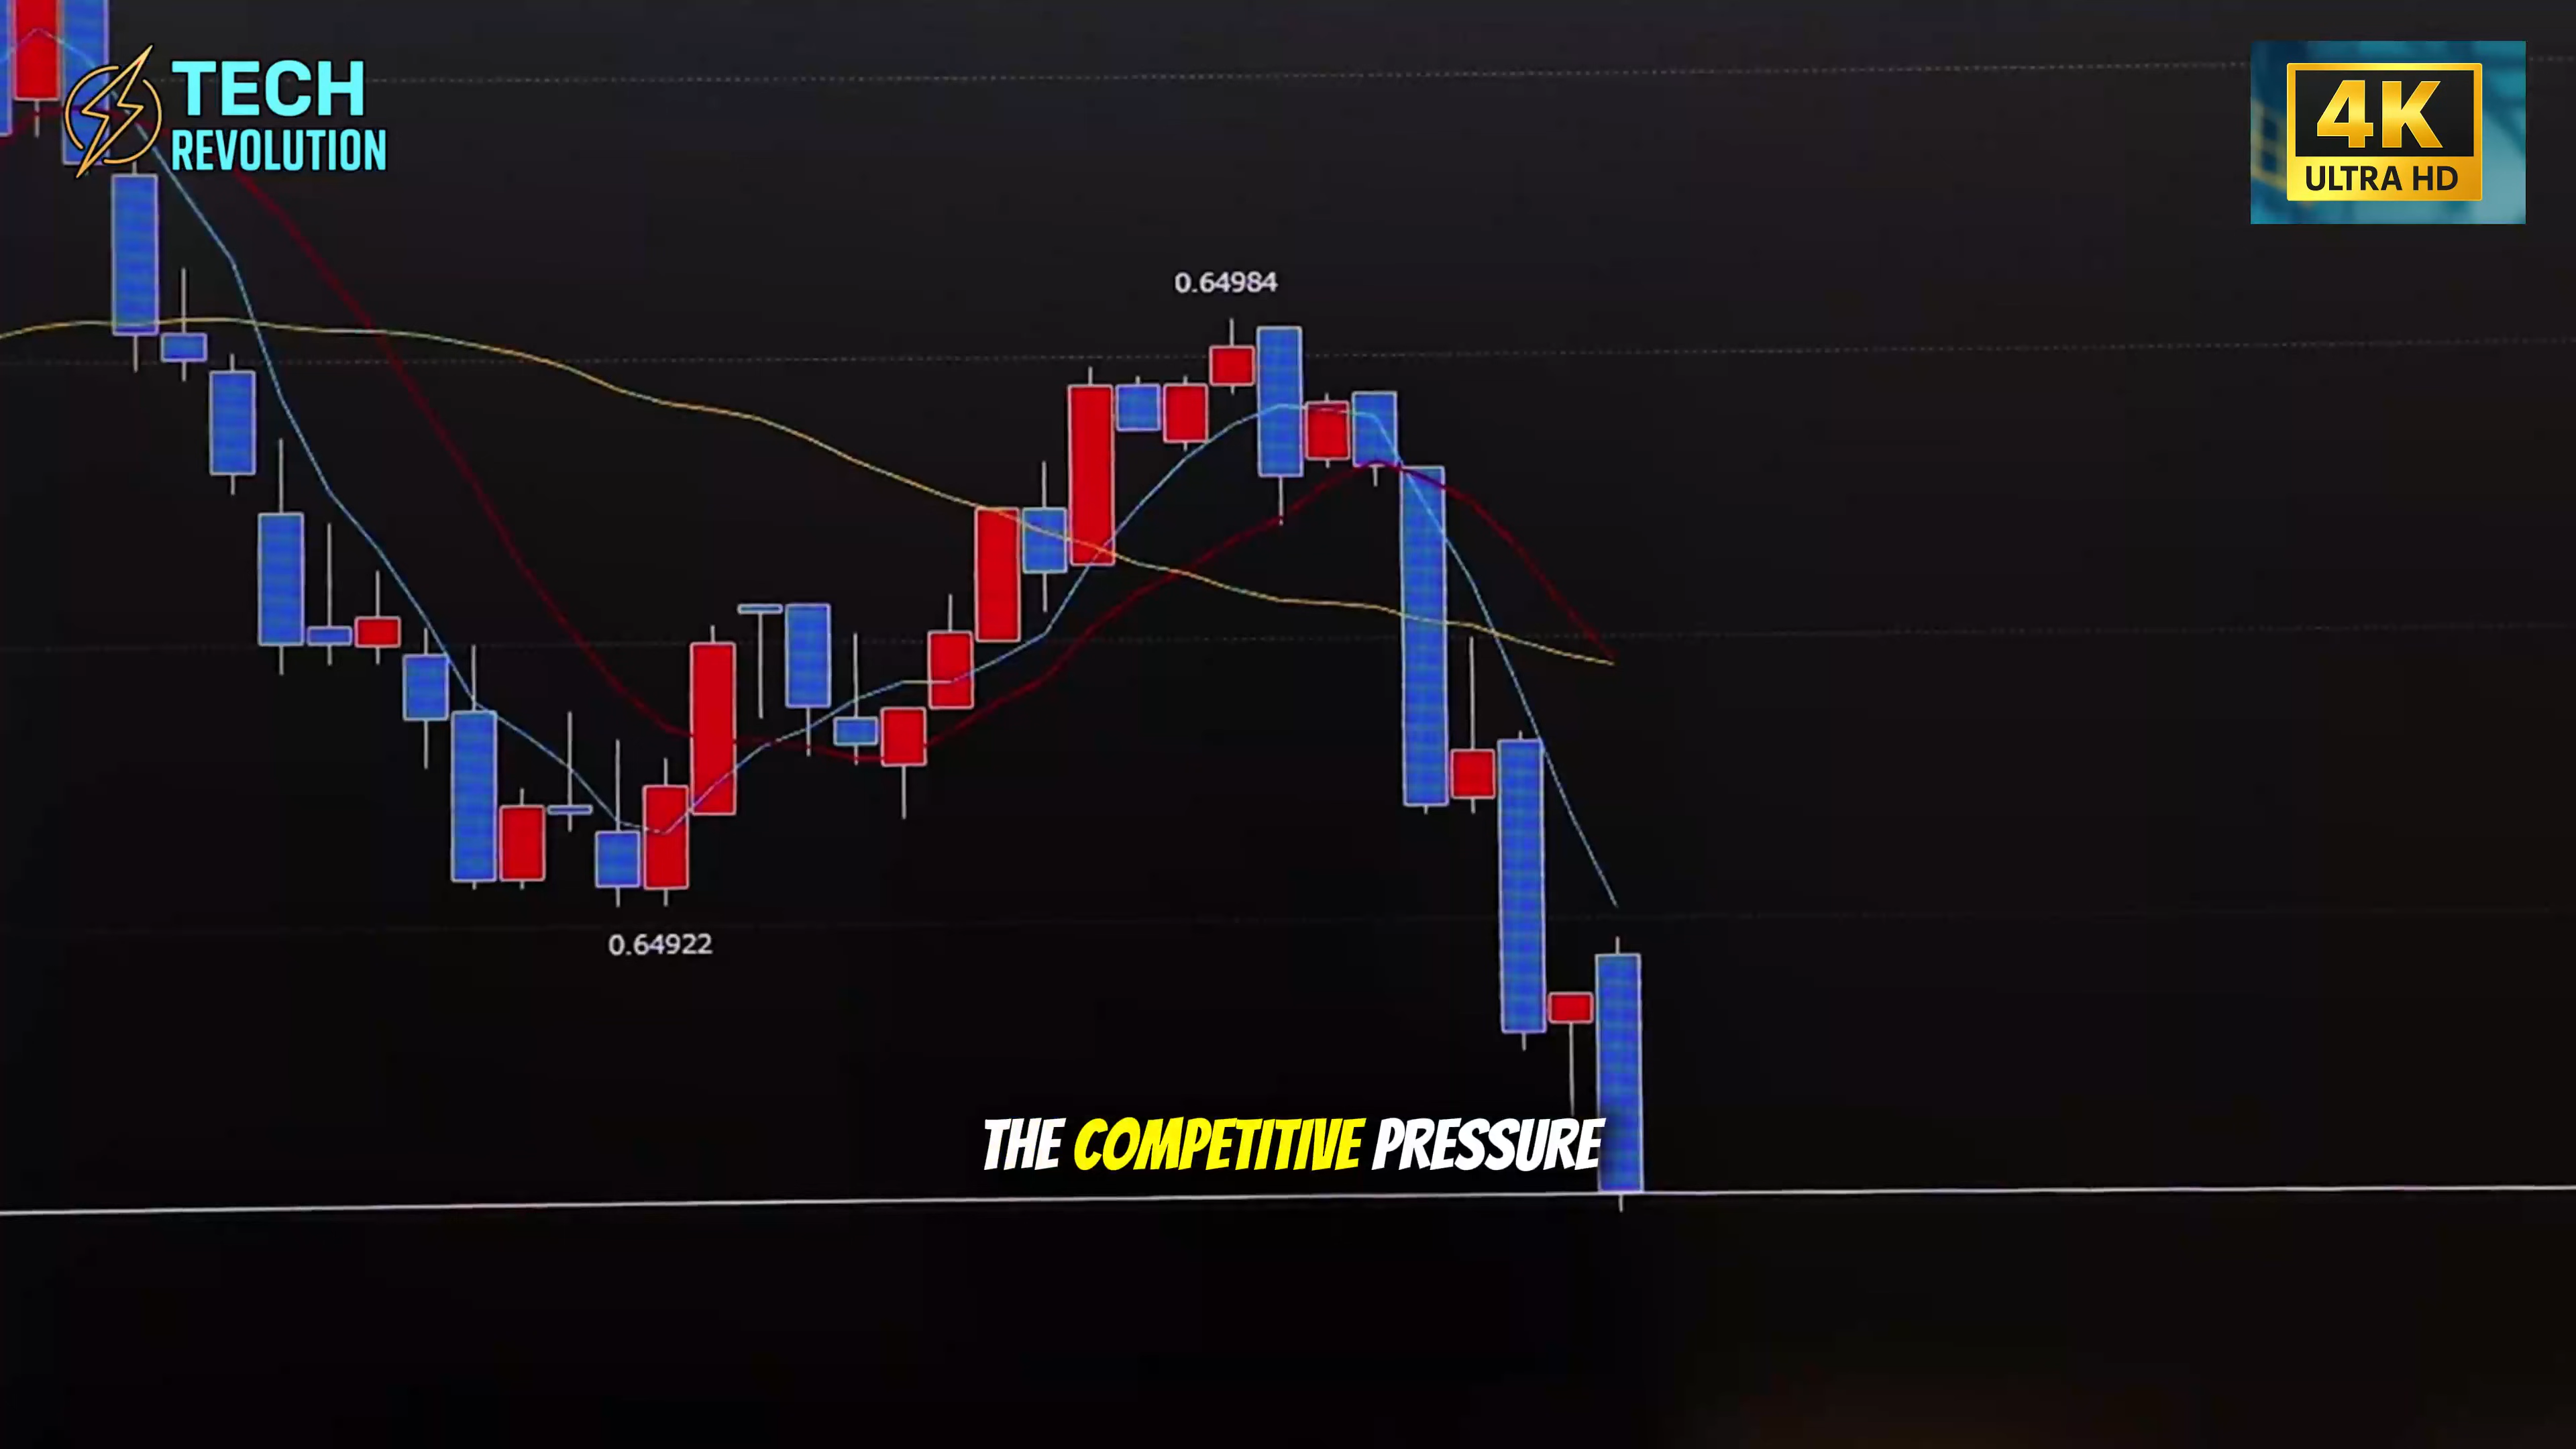 TECH
REVOLUTION
4K
ULTRA HD
0.64984
0.64922
THE COMPETITIVE PRESSURE